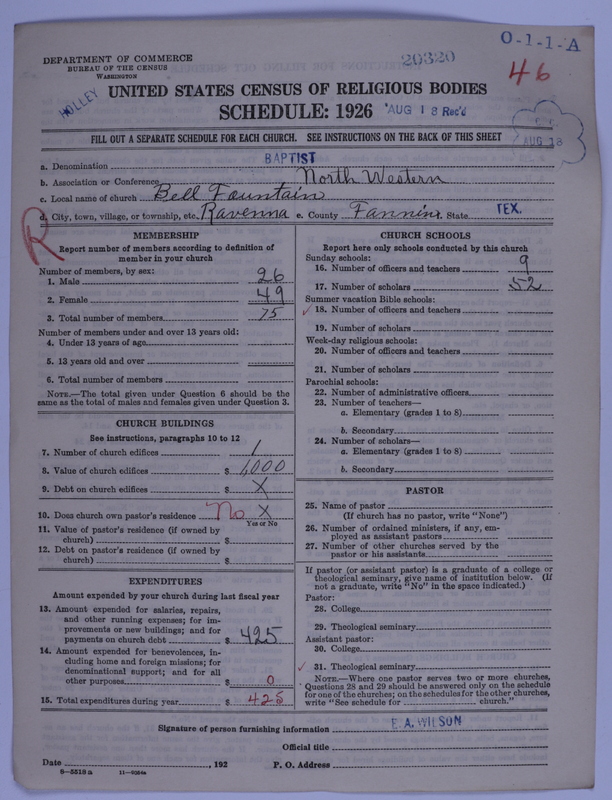 DEPARTMENT OF COMMERCE
BUREAU OF THE CENSUS
WASHINGTON
20320
O-1-1-A
46
HOLLEY
UNITED STATES CENSUS OF RELIGIOUS BODIES
SCHEDULE: 1926
AUG 18 Rec'd
AUG 18
FILL OUT A SEPARATE SCHEDULE FOR EACH CHURCH. SEE INSTRUCTIONS ON THE BACK OF THIS SHEET
a. Denomination BAPTIST
b. Association or Conference North Western
c. Local name of church Bell Fountain
d. City, town, village, or township, etc. Ravenna e. County Fannin State TEX.
R
MEMBERSHIP
Report number of members according to definition of
member in your church
Number of members, by sex:
1. Male 26
2. Female 49
3. Total number of members 75
Number of members under and over 13 years old:
4. Under 13 years of age
5. 13 years old and over
6. Total number of members
NOTE.—The total given under Question 6 should be the
same as the total of males and females given under Question 3.
CHURCH BUILDINGS
See instructions, paragraphs 10 to 12
7. Number of church edifices 1
8. Value of church edifices $ 1,000
9. Debt on church edifices $ X
10. Does church own pastor's residence No X
Yes or No
11. Value of pastor's residence (if owned by
church) $
12. Debt on pastor's residence (if owned by
church) $
EXPENDITURES
Amount expended by your church during last fiscal year
13. Amount expended for salaries, repairs,
and other running expenses; for im-
provements or new buildings; and for
payments on church debt $ 425
14. Amount expended for benevolences, in-
cluding home and foreign missions; for
denominational support; and for all
other purposes $ 0
15. Total expenditures during year $ 425
CHURCH SCHOOLS
Report here only schools conducted by this church
Sunday schools:
16. Number of officers and teachers 9
17. Number of scholars 52
Summer vacation Bible schools:
✓ 18. Number of officers and teachers
19. Number of scholars
Week-day religious schools:
20. Number of officers and teachers
21. Number of scholars
Parochial schools:
22. Number of administrative officers
23. Number of teachers—
a. Elementary (grades 1 to 8)
b. Secondary
24. Number of scholars—
a. Elementary (grades 1 to 8)
b. Secondary
PASTOR
25. Name of pastor
(If church has no pastor, write "None")
26. Number of ordained ministers, if any, em-
ployed as assistant pastors
27. Number of other churches served by the
pastor or his assistants
If pastor (or assistant pastor) is a graduate of a college or
theological seminary, give name of institution below. (If
not a graduate, write "No" in the space indicated.)
Pastor:
28. College
29. Theological seminary
Assistant pastor:
30. College
✓ 31. Theological seminary
NOTE.—Where one pastor serves two or more churches,
Questions 28 and 29 should be answered only on the schedule
for one of the churches; on the schedules for the other churches,
write "See schedule for church."
Signature of person furnishing information E. A. WILSON
Official title
Date , 192 P. O. Address
8-5518a 11-9594a